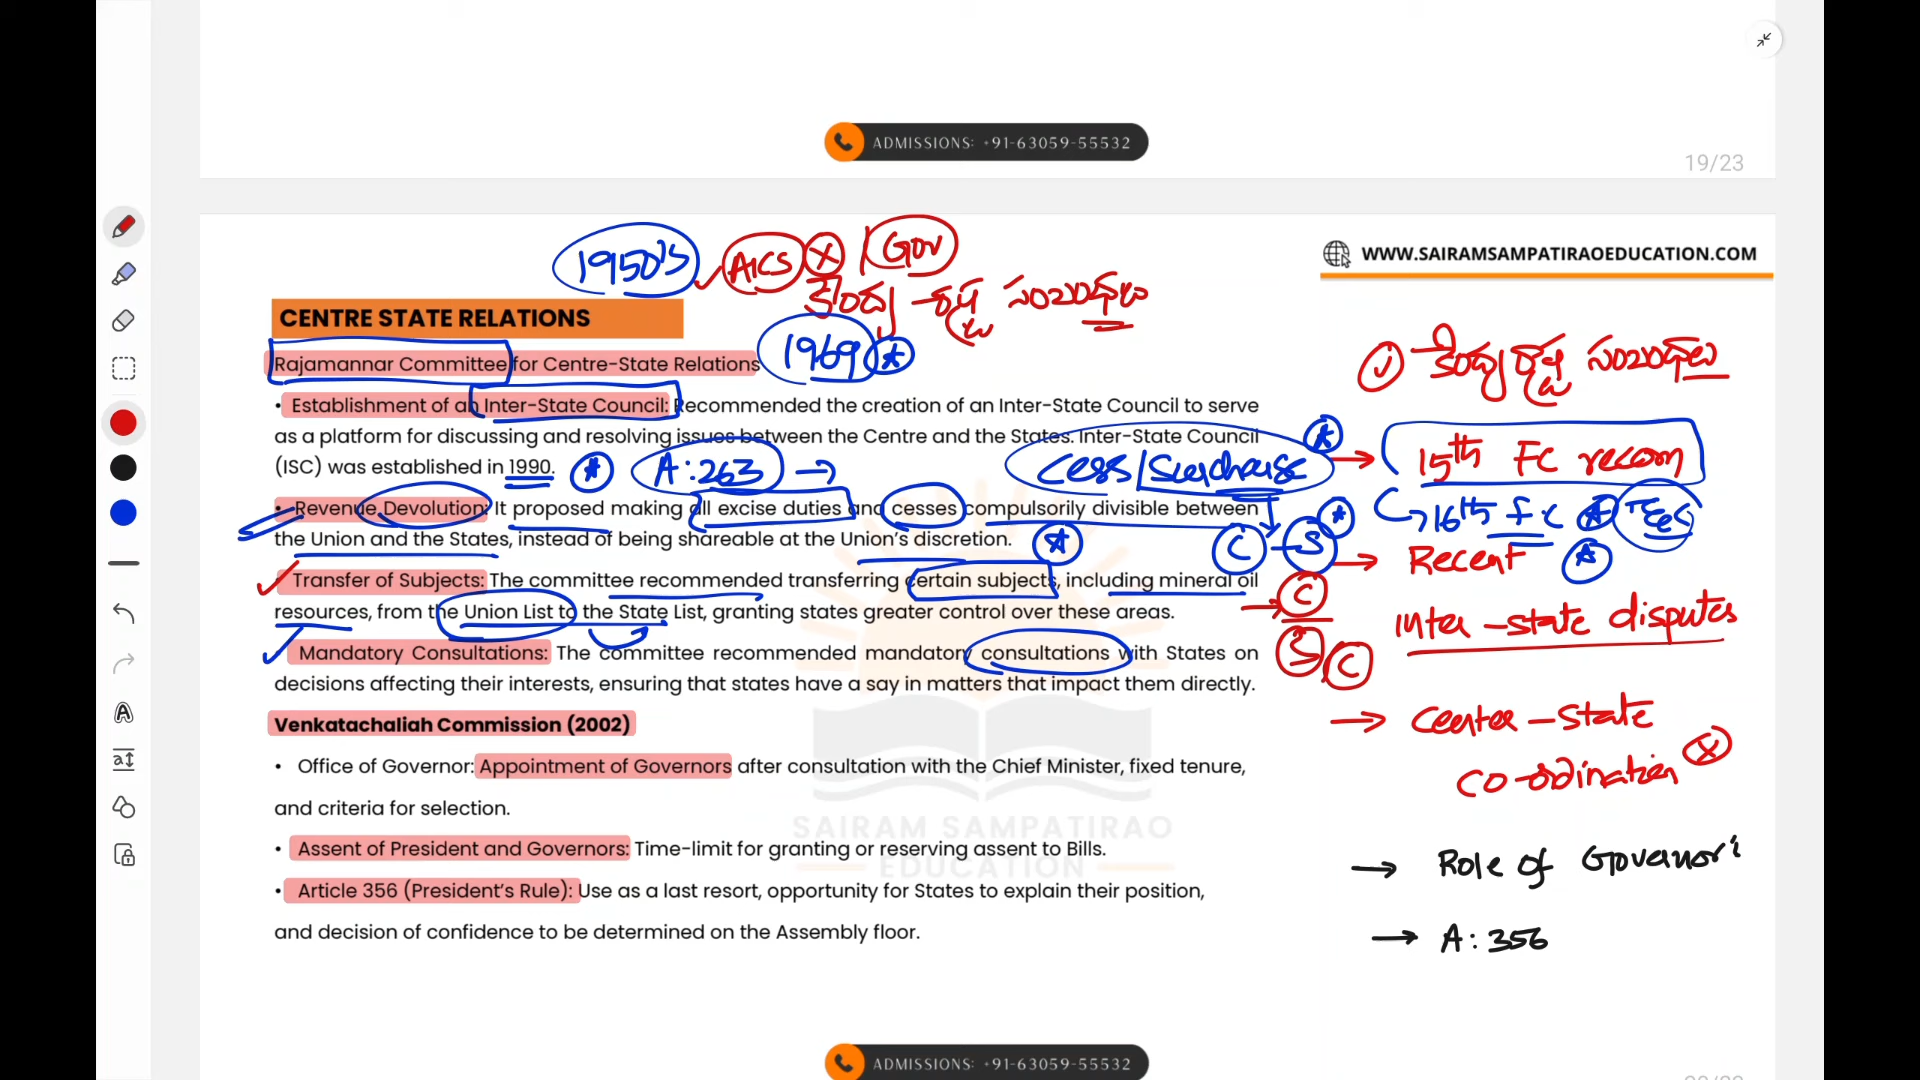 ADMISSIONS: +91-63059-55532
19/23
WWW.SAIRAMSAMPATIRAOEDUCATION.COM
1950's AICS X / Gov
కేంద్ర - రాష్ట్ర సంబంధాలు
CENTRE STATE RELATIONS
Rajamannar Committee for Centre-State Relations 1969
• Establishment of an Inter-State Council: Recommended the creation of an Inter-State Council to serve
as a platform for discussing and resolving issues between the Centre and the States. Inter-State Council
(ISC) was established in 1990. A:263 →
cess/Surcharge
• Revenue Devolution: It proposed making all excise duties and cesses compulsorily divisible between
the Union and the States, instead of being shareable at the Union's discretion.
C - S
• Transfer of Subjects: The committee recommended transferring certain subjects, including mineral oil
resources, from the Union List to the State List, granting states greater control over these areas.
→ C
S/C
• Mandatory Consultations: The committee recommended mandatory consultations with States on
decisions affecting their interests, ensuring that states have a say in matters that impact them directly.
Venkatachaliah Commission (2002)
• Office of Governor: Appointment of Governors after consultation with the Chief Minister, fixed tenure,
and criteria for selection.
• Assent of President and Governors: Time-limit for granting or reserving assent to Bills.
• Article 356 (President's Rule): Use as a last resort, opportunity for States to explain their position,
and decision of confidence to be determined on the Assembly floor.
SAIRAM SAMPATIRAO
EDUCATION
కేంద్ర రాష్ట్ర సంబంధాలు
→ 15th FC recom
→ 16th FC
→ Recent
Inter - state disputes
→ Center - State
co-ordination X
→ Role of Governor's
→ A: 356
ADMISSIONS: +91-63059-55532